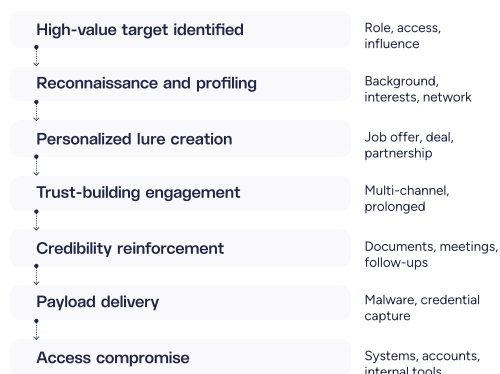 High-value target identified
Role, access,
influence
Reconnaissance and profiling
Background,
interests, network
Personalized lure creation
Job offer, deal,
partnership
Trust-building engagement
Multi-channel,
prolonged
Credibility reinforcement
Documents, meetings,
follow-ups
Payload delivery
Malware, credential
capture
Access compromise
Systems, accounts,
internal tools